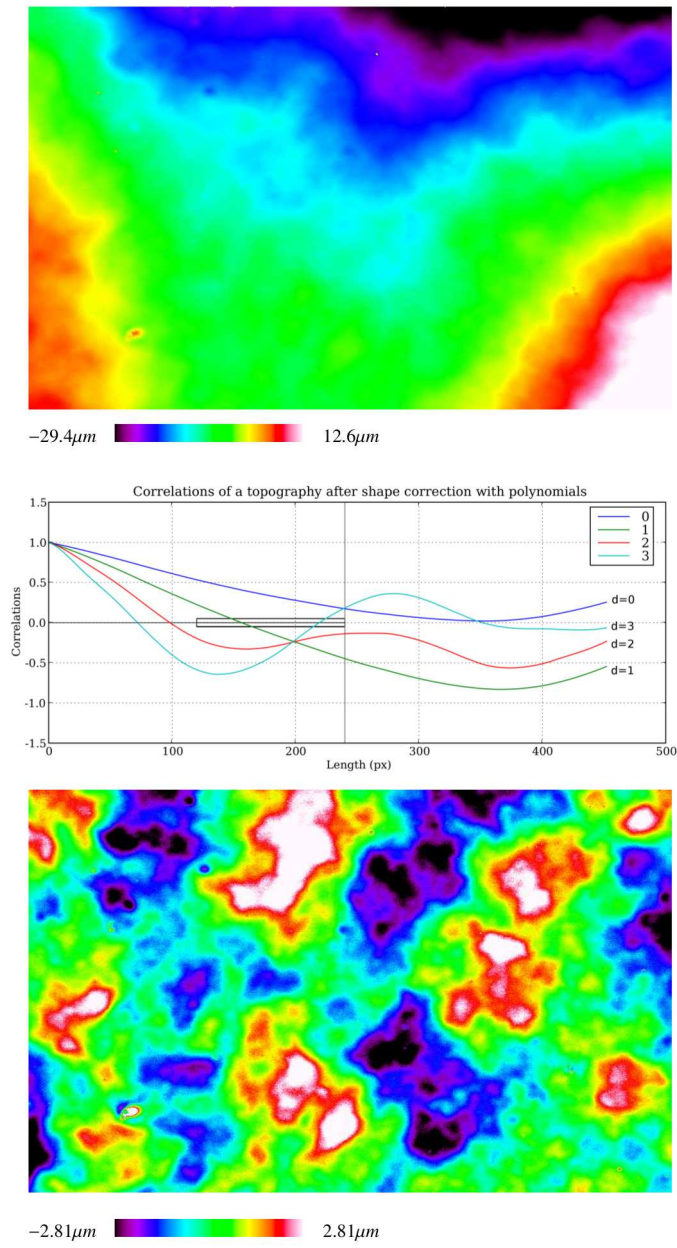 −29.4μm 12.6μm
Correlations of a topography after shape correction with polynomials
1.5
1.0
0.5
0.0
-0.5
-1.0
-1.5
Correlations
0
1
2
3
d=0
d=3
d=2
d=1
0 100 200 300 400 500
Length (px)
−2.81μm 2.81μm